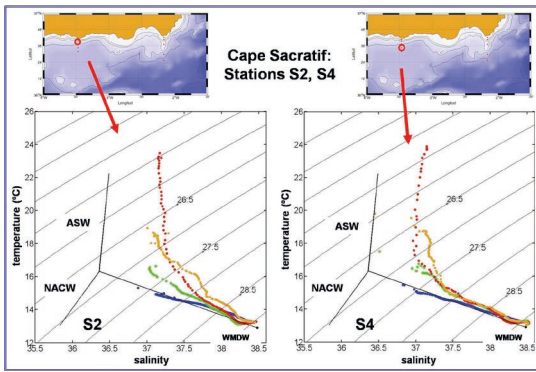 Cape Sacratif:
Stations S2, S4
Longitud
Longitud
temperature (°C)
26
24
22
20
18
16
14
12
ASW
NACW
26.5
27.5
28.5
S2
WMDW
35.5 36 36.5 37 37.5 38 38.5
salinity
temperature (°C)
26
24
22
20
18
16
14
12
ASW
NACW
26.5
27.5
28.5
S4
WMDW
35.5 36 36.5 37 37.5 38 38.5
salinity